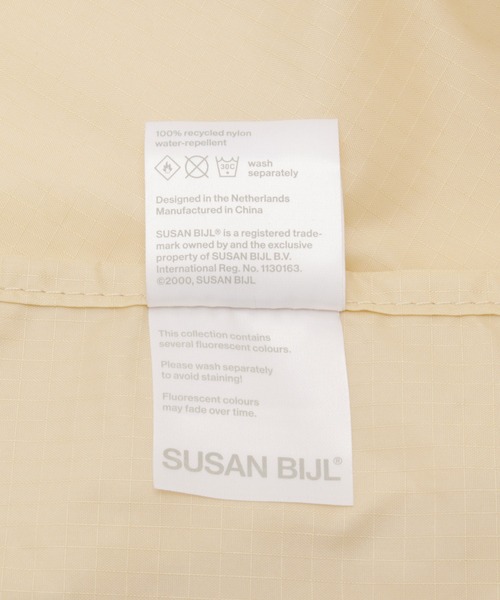 100% recycled nylon
water-repellent
30C
wash
separately
Designed in the Netherlands
Manufactured in China
SUSAN BIJL® is a registered trade-
mark owned by and the exclusive
property of SUSAN BIJL B.V.
International Reg. No. 1130163.
©2000, SUSAN BIJL
This collection contains
several fluorescent colours.
Please wash separately
to avoid staining!
Fluorescent colours
may fade over time.
SUSAN BIJL®